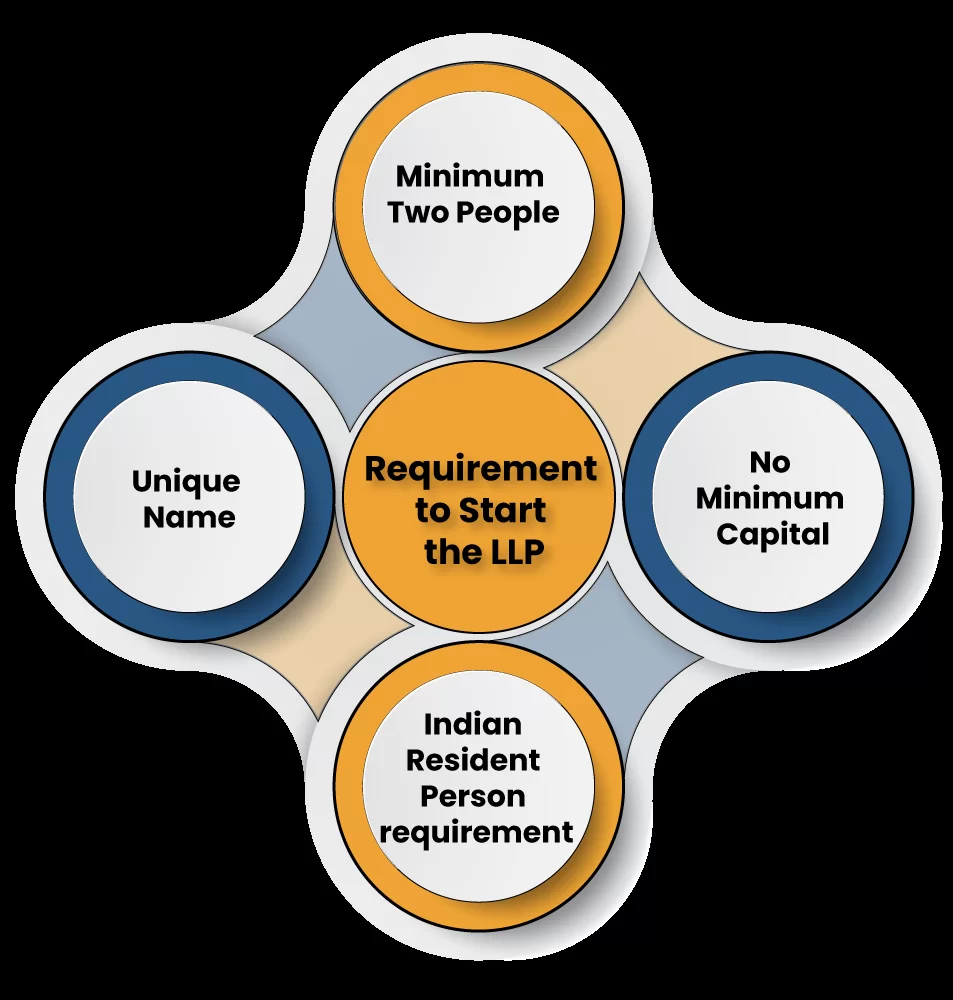 Minimum
Two People
Unique
Name
Requirement
to Start
the LLP
No
Minimum
Capital
Indian
Resident
Person
requirement